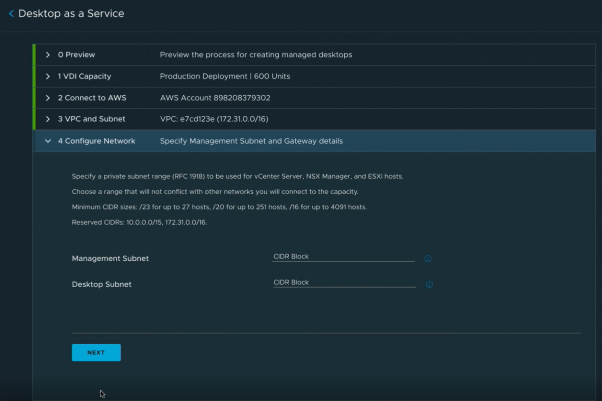 Desktop as a Service
0 Preview Preview the process for creating managed desktops
1 VDI Capacity Production Deployment | 600 Units
2 Connect to AWS AWS Account 898208379302
3 VPC and Subnet VPC: e7cd123e (172.31.0.0/16)
4 Configure Network Specify Management Subnet and Gateway details
Specify a private subnet range (RFC 1918) to be used for vCenter Server, NSX Manager, and ESXi hosts.
Choose a range that will not conflict with other networks you will connect to the capacity.
Minimum CIDR sizes: /23 for up to 27 hosts, /20 for up to 251 hosts, /16 for up to 4091 hosts.
Reserved CIDRs: 10.0.0.0/15, 172.31.0.0/16.
Management Subnet CIDR Block
Desktop Subnet CIDR Block
NEXT